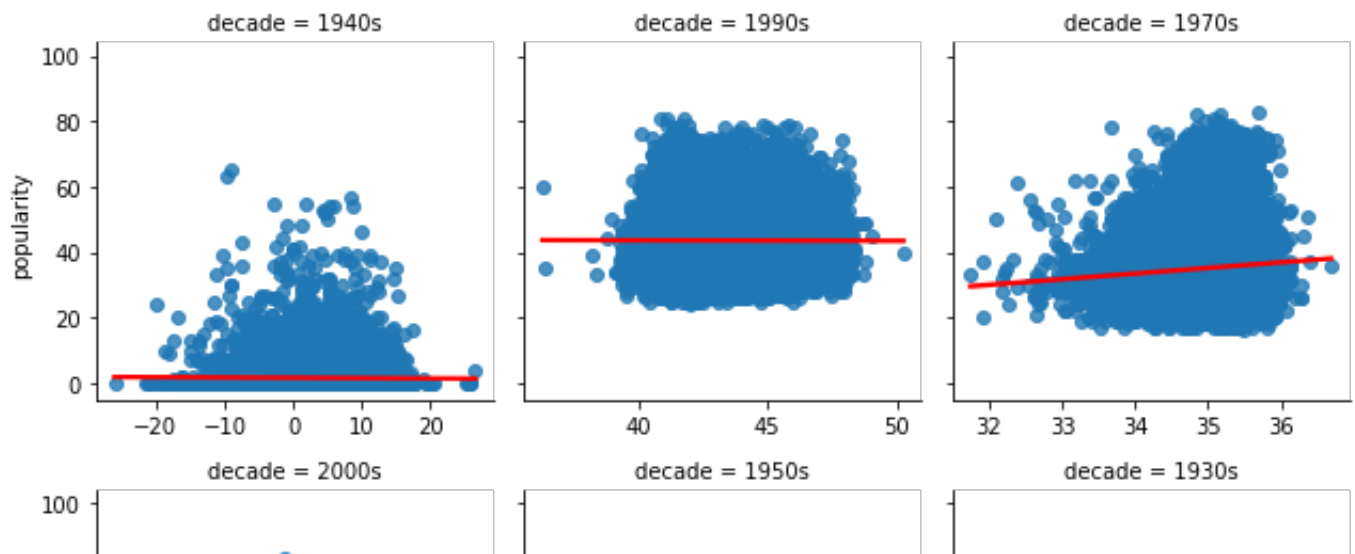 decade = 1940s
decade = 1990s
decade = 1970s
popularity
100
80
60
40
20
0
−20 −10 0 10 20
40 45 50
32 33 34 35 36
decade = 2000s
decade = 1950s
decade = 1930s
100